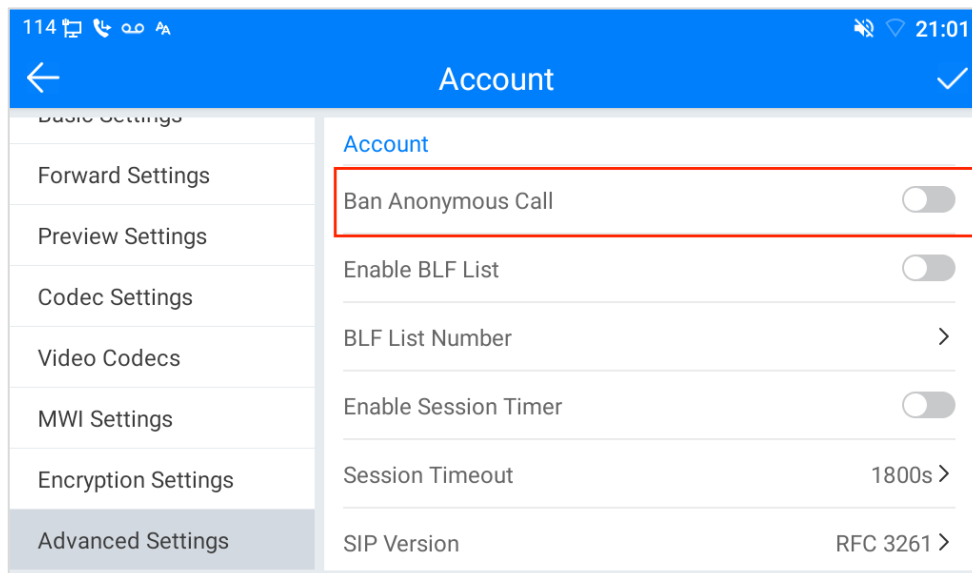 114 21:01
Account
Basic Settings
Forward Settings
Preview Settings
Codec Settings
Video Codecs
MWI Settings
Encryption Settings
Advanced Settings
Account
Ban Anonymous Call
Enable BLF List
BLF List Number
Enable Session Timer
Session Timeout 1800s
SIP Version RFC 3261